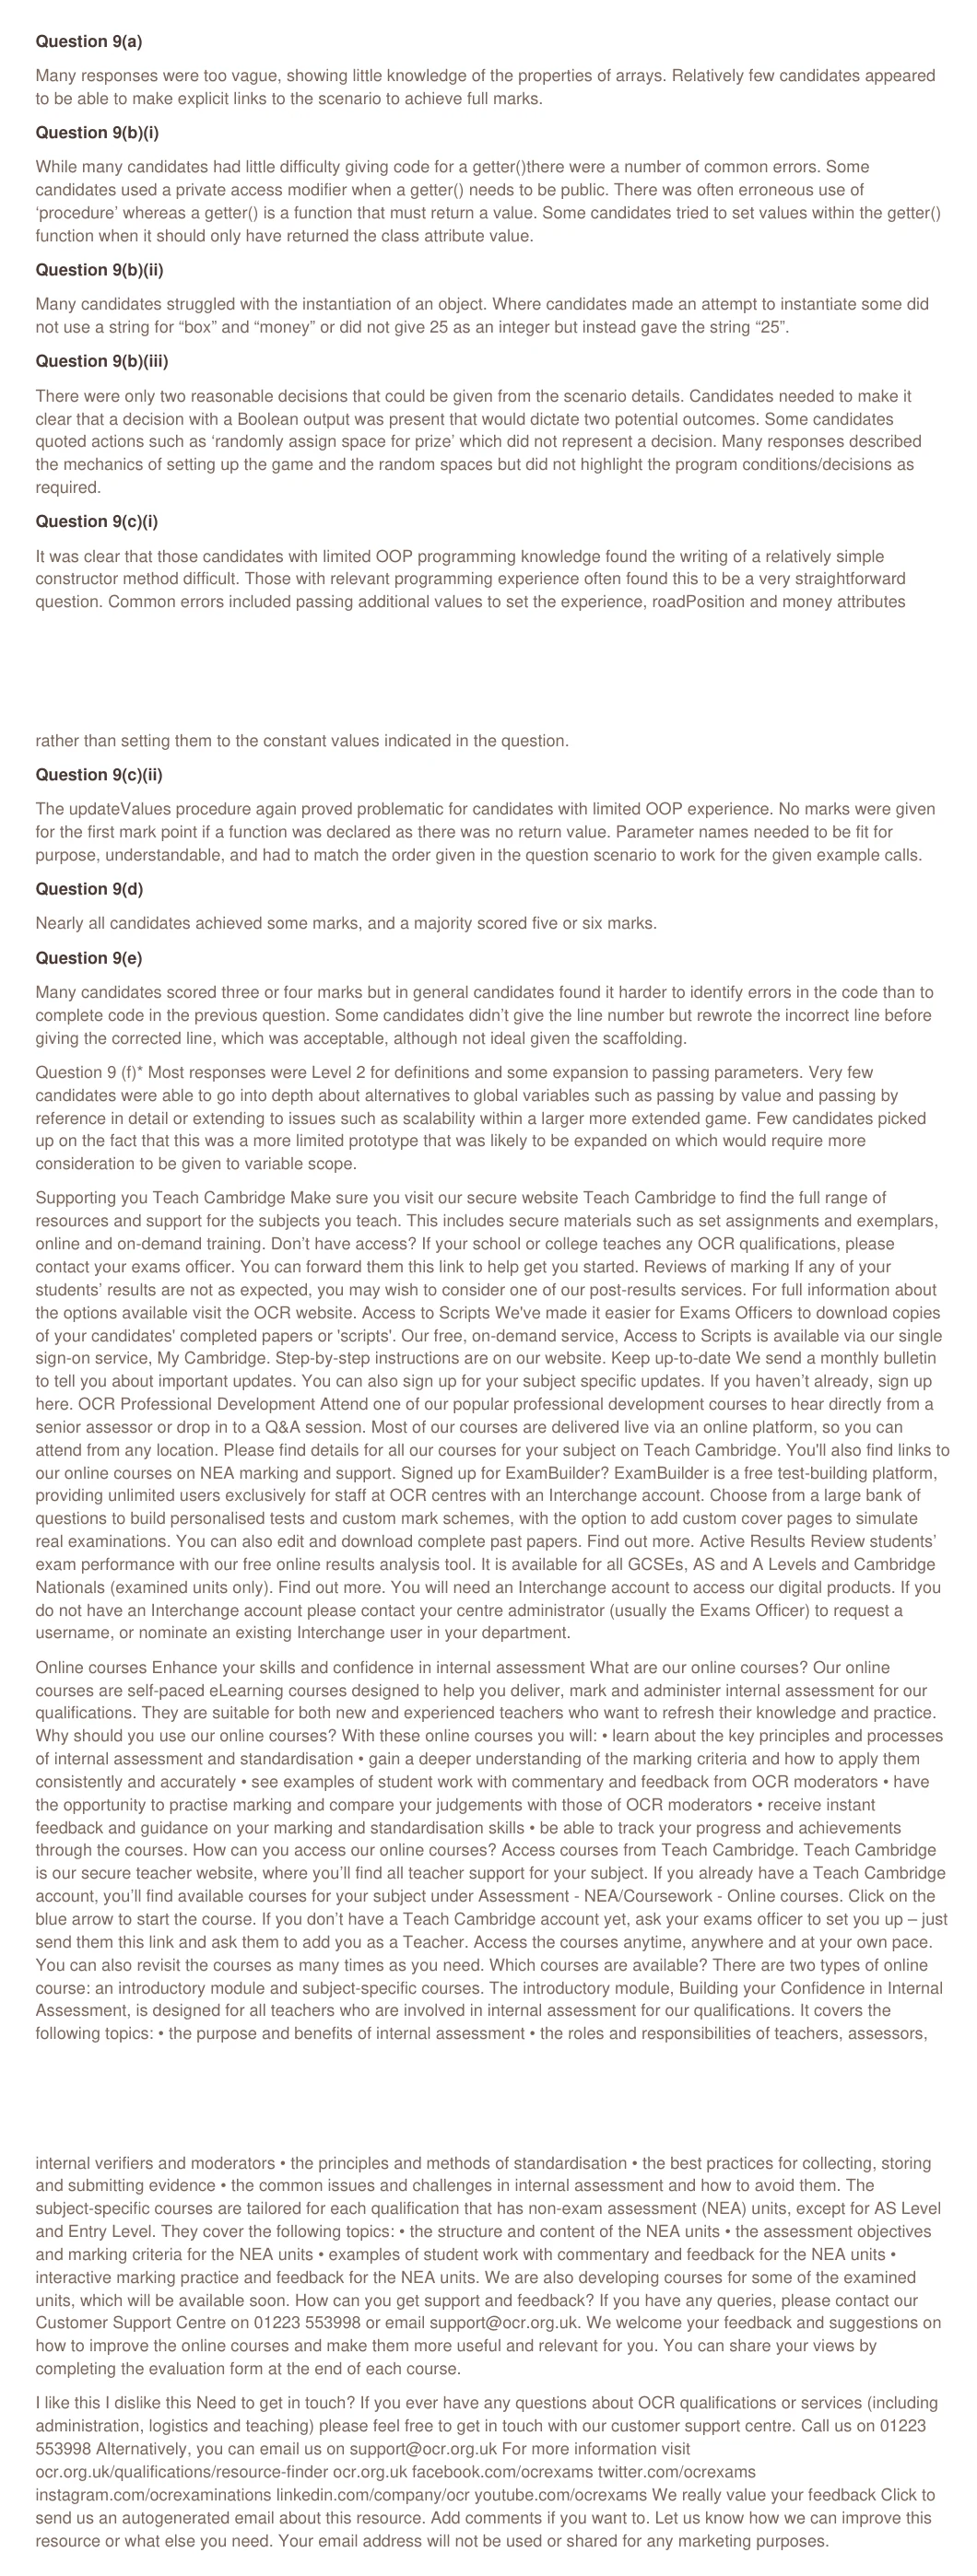 Question 9(a)
Many responses were too vague, showing little knowledge of the properties of arrays. Relatively few candidates appeared
to be able to make explicit links to the scenario to achieve full marks.
Question 9(b)(i)
While many candidates had little difficulty giving code for a getter()there were a number of common errors. Some
candidates used a private access modifier when a getter() needs to be public. There was often erroneous use of
‘procedure’ whereas a getter() is a function that must return a value. Some candidates tried to set values within the getter()
function when it should only have returned the class attribute value.
Question 9(b)(ii)
Many candidates struggled with the instantiation of an object. Where candidates made an attempt to instantiate some did
not use a string for “box” and “money” or did not give 25 as an integer but instead gave the string “25”.
Question 9(b)(iii)
There were only two reasonable decisions that could be given from the scenario details. Candidates needed to make it
clear that a decision with a Boolean output was present that would dictate two potential outcomes. Some candidates
quoted actions such as ‘randomly assign space for prize’ which did not represent a decision. Many responses described
the mechanics of setting up the game and the random spaces but did not highlight the program conditions/decisions as
required.
Question 9(c)(i)
It was clear that those candidates with limited OOP programming knowledge found the writing of a relatively simple
constructor method difficult. Those with relevant programming experience often found this to be a very straightforward
question. Common errors included passing additional values to set the experience, roadPosition and money attributes
rather than setting them to the constant values indicated in the question.
Question 9(c)(ii)
The updateValues procedure again proved problematic for candidates with limited OOP experience. No marks were given
for the first mark point if a function was declared as there was no return value. Parameter names needed to be fit for
purpose, understandable, and had to match the order given in the question scenario to work for the given example calls.
Question 9(d)
Nearly all candidates achieved some marks, and a majority scored five or six marks.
Question 9(e)
Many candidates scored three or four marks but in general candidates found it harder to identify errors in the code than to
complete code in the previous question. Some candidates didn’t give the line number but rewrote the incorrect line before
giving the corrected line, which was acceptable, although not ideal given the scaffolding.
Question 9 (f)* Most responses were Level 2 for definitions and some expansion to passing parameters. Very few
candidates were able to go into depth about alternatives to global variables such as passing by value and passing by
reference in detail or extending to issues such as scalability within a larger more extended game. Few candidates picked
up on the fact that this was a more limited prototype that was likely to be expanded on which would require more
consideration to be given to variable scope.
Supporting you Teach Cambridge Make sure you visit our secure website Teach Cambridge to find the full range of
resources and support for the subjects you teach. This includes secure materials such as set assignments and exemplars,
online and on-demand training. Don’t have access? If your school or college teaches any OCR qualifications, please
contact your exams officer. You can forward them this link to help get you started. Reviews of marking If any of your
students’ results are not as expected, you may wish to consider one of our post-results services. For full information about
the options available visit the OCR website. Access to Scripts We've made it easier for Exams Officers to download copies
of your candidates' completed papers or 'scripts'. Our free, on-demand service, Access to Scripts is available via our single
sign-on service, My Cambridge. Step-by-step instructions are on our website. Keep up-to-date We send a monthly bulletin
to tell you about important updates. You can also sign up for your subject specific updates. If you haven’t already, sign up
here. OCR Professional Development Attend one of our popular professional development courses to hear directly from a
senior assessor or drop in to a Q&A session. Most of our courses are delivered live via an online platform, so you can
attend from any location. Please find details for all our courses for your subject on Teach Cambridge. You'll also find links to
our online courses on NEA marking and support. Signed up for ExamBuilder? ExamBuilder is a free test-building platform,
providing unlimited users exclusively for staff at OCR centres with an Interchange account. Choose from a large bank of
questions to build personalised tests and custom mark schemes, with the option to add custom cover pages to simulate
real examinations. You can also edit and download complete past papers. Find out more. Active Results Review students’
exam performance with our free online results analysis tool. It is available for all GCSEs, AS and A Levels and Cambridge
Nationals (examined units only). Find out more. You will need an Interchange account to access our digital products. If you
do not have an Interchange account please contact your centre administrator (usually the Exams Officer) to request a
username, or nominate an existing Interchange user in your department.
Online courses Enhance your skills and confidence in internal assessment What are our online courses? Our online
courses are self-paced eLearning courses designed to help you deliver, mark and administer internal assessment for our
qualifications. They are suitable for both new and experienced teachers who want to refresh their knowledge and practice.
Why should you use our online courses? With these online courses you will: • learn about the key principles and processes
of internal assessment and standardisation • gain a deeper understanding of the marking criteria and how to apply them
consistently and accurately • see examples of student work with commentary and feedback from OCR moderators • have
the opportunity to practise marking and compare your judgements with those of OCR moderators • receive instant
feedback and guidance on your marking and standardisation skills • be able to track your progress and achievements
through the courses. How can you access our online courses? Access courses from Teach Cambridge. Teach Cambridge
is our secure teacher website, where you’ll find all teacher support for your subject. If you already have a Teach Cambridge
account, you’ll find available courses for your subject under Assessment - NEA/Coursework - Online courses. Click on the
blue arrow to start the course. If you don’t have a Teach Cambridge account yet, ask your exams officer to set you up – just
send them this link and ask them to add you as a Teacher. Access the courses anytime, anywhere and at your own pace.
You can also revisit the courses as many times as you need. Which courses are available? There are two types of online
course: an introductory module and subject-specific courses. The introductory module, Building your Confidence in Internal
Assessment, is designed for all teachers who are involved in internal assessment for our qualifications. It covers the
following topics: • the purpose and benefits of internal assessment • the roles and responsibilities of teachers, assessors,
internal verifiers and moderators • the principles and methods of standardisation • the best practices for collecting, storing
and submitting evidence • the common issues and challenges in internal assessment and how to avoid them. The
subject-specific courses are tailored for each qualification that has non-exam assessment (NEA) units, except for AS Level
and Entry Level. They cover the following topics: • the structure and content of the NEA units • the assessment objectives
and marking criteria for the NEA units • examples of student work with commentary and feedback for the NEA units •
interactive marking practice and feedback for the NEA units. We are also developing courses for some of the examined
units, which will be available soon. How can you get support and feedback? If you have any queries, please contact our
Customer Support Centre on 01223 553998 or email support@ocr.org.uk. We welcome your feedback and suggestions on
how to improve the online courses and make them more useful and relevant for you. You can share your views by
completing the evaluation form at the end of each course.
I like this I dislike this Need to get in touch? If you ever have any questions about OCR qualifications or services (including
administration, logistics and teaching) please feel free to get in touch with our customer support centre. Call us on 01223
553998 Alternatively, you can email us on support@ocr.org.uk For more information visit
ocr.org.uk/qualifications/resource-finder ocr.org.uk facebook.com/ocrexams twitter.com/ocrexams
instagram.com/ocrexaminations linkedin.com/company/ocr youtube.com/ocrexams We really value your feedback Click to
send us an autogenerated email about this resource. Add comments if you want to. Let us know how we can improve this
resource or what else you need. Your email address will not be used or shared for any marketing purposes.